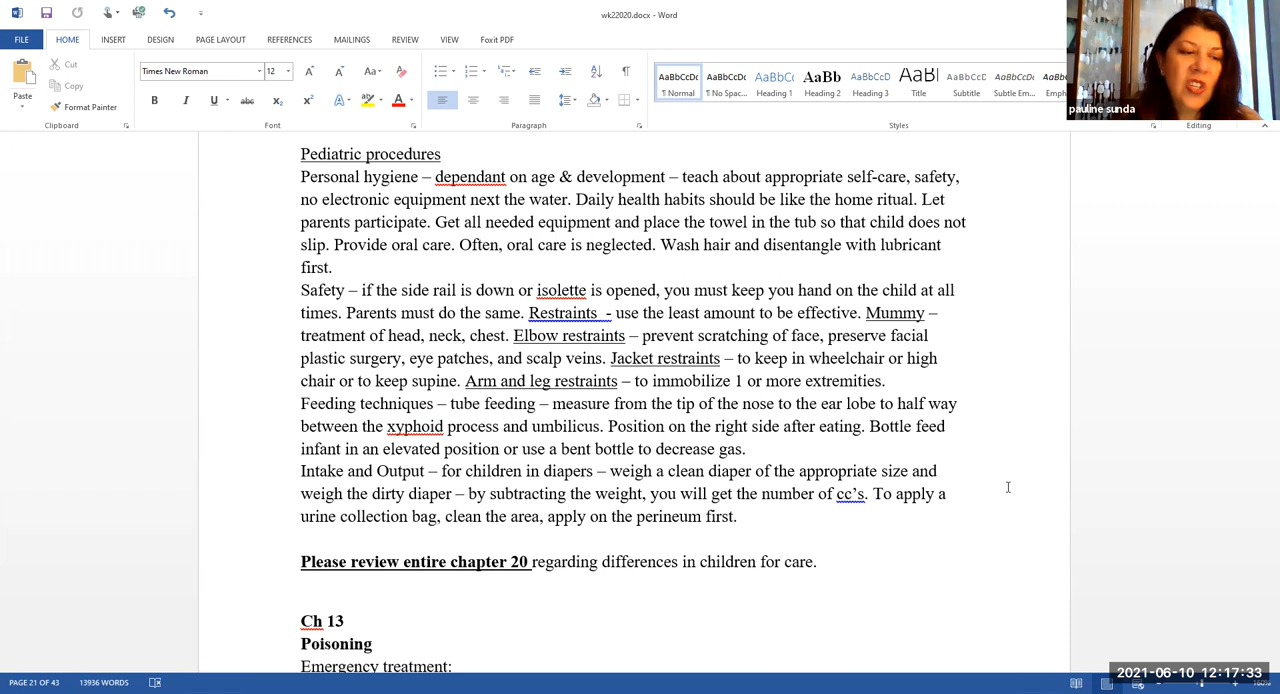 wk22020.docx - Word
FILE
HOME
INSERT
DESIGN
PAGE LAYOUT
REFERENCES
MAILINGS
REVIEW
VIEW
Foxit PDF
Paste
Cut
Copy
Format Painter
Clipboard
Times New Roman
12
Font
Paragraph
AaBbCcDc
¶ Normal
AaBbCcDc
¶ No Spac...
AaBbCcD
Heading 1
AaBb
Heading 2
AaBbCcD
Heading 3
AaBl
Title
AaBbCcD
Subtitle
AaBbCcDc
Subtle Em...
Styles
Editing
pauline sunda
Pediatric procedures
Personal hygiene – dependant on age & development – teach about appropriate self-care, safety,
no electronic equipment next the water. Daily health habits should be like the home ritual. Let
parents participate. Get all needed equipment and place the towel in the tub so that child does not
slip. Provide oral care. Often, oral care is neglected. Wash hair and disentangle with lubricant
first.
Safety – if the side rail is down or isolette is opened, you must keep you hand on the child at all
times. Parents must do the same. Restraints - use the least amount to be effective. Mummy –
treatment of head, neck, chest. Elbow restraints – prevent scratching of face, preserve facial
plastic surgery, eye patches, and scalp veins. Jacket restraints – to keep in wheelchair or high
chair or to keep supine. Arm and leg restraints – to immobilize 1 or more extremities.
Feeding techniques – tube feeding – measure from the tip of the nose to the ear lobe to half way
between the xyphoid process and umbilicus. Position on the right side after eating. Bottle feed
infant in an elevated position or use a bent bottle to decrease gas.
Intake and Output – for children in diapers – weigh a clean diaper of the appropriate size and
weigh the dirty diaper – by subtracting the weight, you will get the number of cc's. To apply a
urine collection bag, clean the area, apply on the perineum first.
Please review entire chapter 20 regarding differences in children for care.
Ch 13
Poisoning
Emergency treatment:
PAGE 21 OF 43
13936 WORDS
2021-06-10 12:17:33